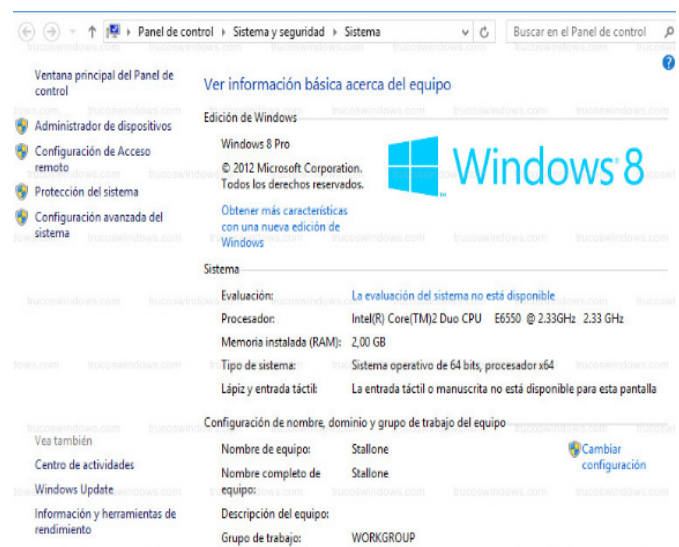 Panel de control ▸ Sistema y seguridad ▸ Sistema
Buscar en el Panel de control
Ventana principal del Panel de
control
Administrador de dispositivos
Configuración de Acceso
remoto
Protección del sistema
Configuración avanzada del
sistema
Ver información básica acerca del equipo
Edición de Windows
Windows 8 Pro
© 2012 Microsoft Corporation.
Todos los derechos reservados.
Obtener más características
con una nueva edición de
Windows
Windows 8
Sistema
Evaluación: La evaluación del sistema no está disponible
Procesador: Intel(R) Core(TM)2 Duo CPU E6550 @ 2.33GHz 2.33 GHz
Memoria instalada (RAM): 2,00 GB
Tipo de sistema: Sistema operativo de 64 bits, procesador x64
Lápiz y entrada táctil: La entrada táctil o manuscrita no está disponible para esta pantalla
Configuración de nombre, dominio y grupo de trabajo del equipo
Nombre de equipo: Stallone
Cambiar
configuración
Nombre completo de
equipo: Stallone
Descripción del equipo:
Grupo de trabajo: WORKGROUP
Vea también
Centro de actividades
Windows Update
Información y herramientas de
rendimiento
trucoswindows.com